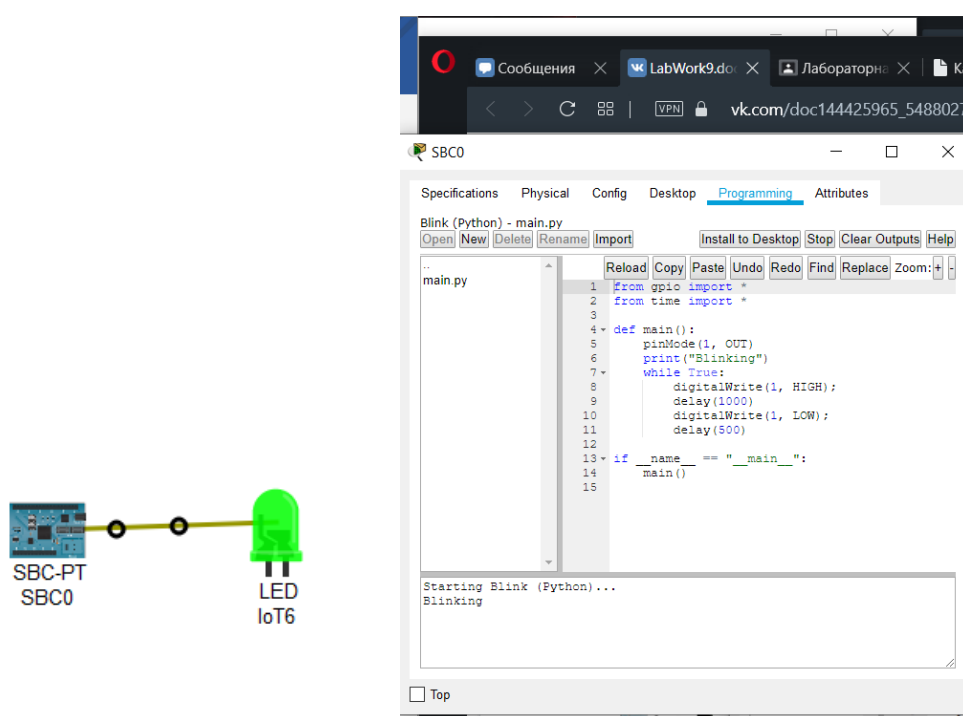 Сообщения
LabWork9.do
Лабораторна
К
VPN
vk.com/doc144425965_548802
SBC0
Specifications Physical Config Desktop Programming Attributes
Blink (Python) - main.py
Open New Delete Rename Import Install to Desktop Stop Clear Outputs Help
..
main.py
Reload Copy Paste Undo Redo Find Replace Zoom: + -
1 from gpio import *
2 from time import *
3
4 def main():
5 pinMode(1, OUT)
6 print("Blinking")
7 while True:
8 digitalWrite(1, HIGH);
9 delay(1000)
10 digitalWrite(1, LOW);
11 delay(500)
12
13 if __name__ == "__main__":
14 main()
15
Starting Blink (Python)...
Blinking
Top
SBC-PT
SBC0
LED
IoT6